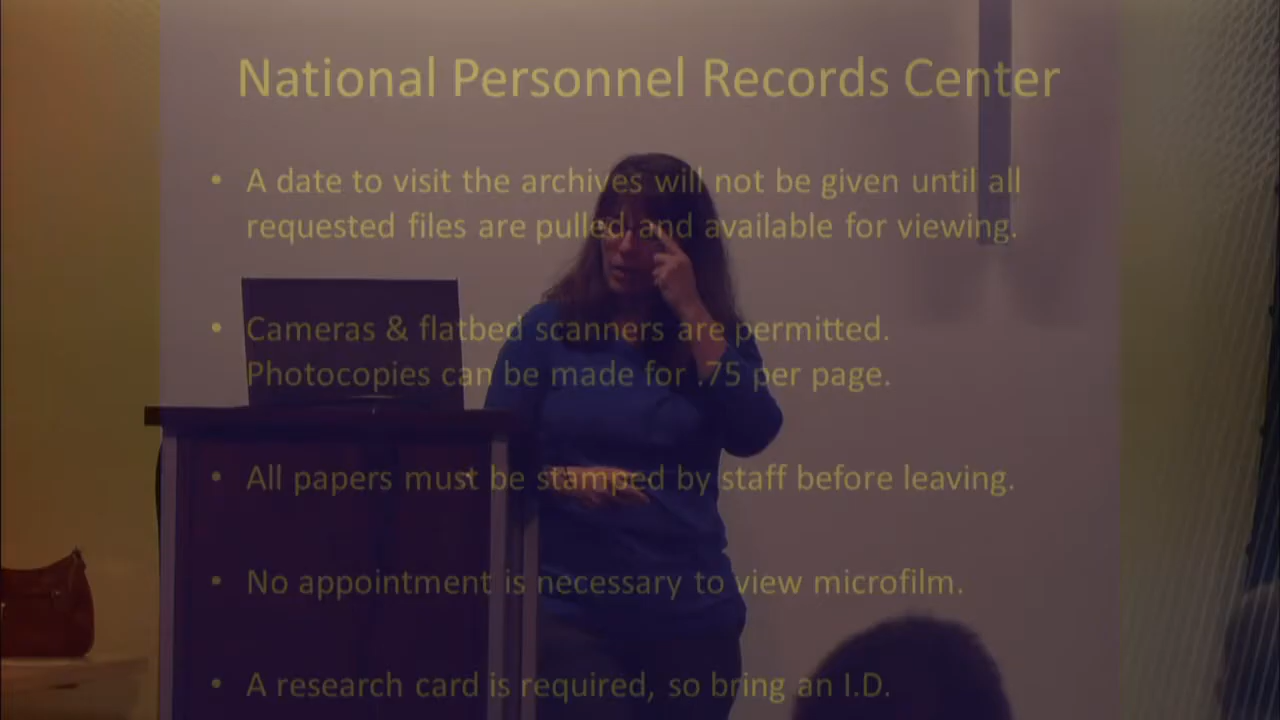 National Personnel Records Center
• A date to visit the archives will not be given until all
requested files are pulled and available for viewing.
• Cameras & flatbed scanners are permitted.
Photocopies can be made for .75 per page.
• All papers must be stamped by staff before leaving.
• No appointment is necessary to view microfilm.
• A research card is required, so bring an I.D.